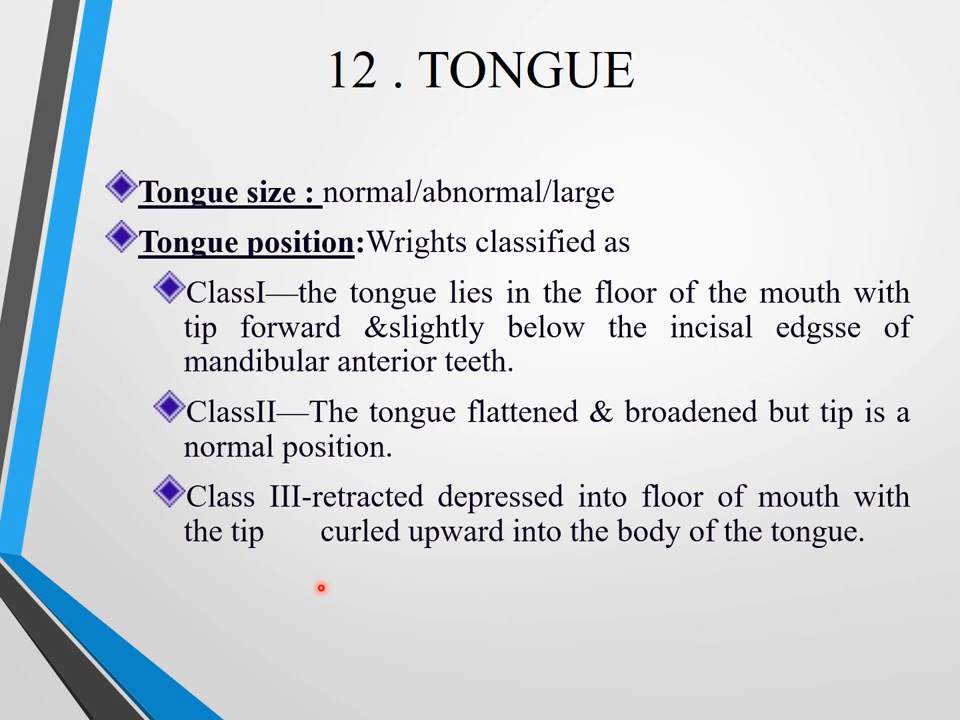 12 . TONGUE
Tongue size : normal/abnormal/large
Tongue position:Wrights classified as
ClassI—the tongue lies in the floor of the mouth with
tip forward &slightly below the incisal edgsse of
mandibular anterior teeth.
ClassII—The tongue flattened & broadened but tip is a
normal position.
Class III-retracted depressed into floor of mouth with
the tip curled upward into the body of the tongue.